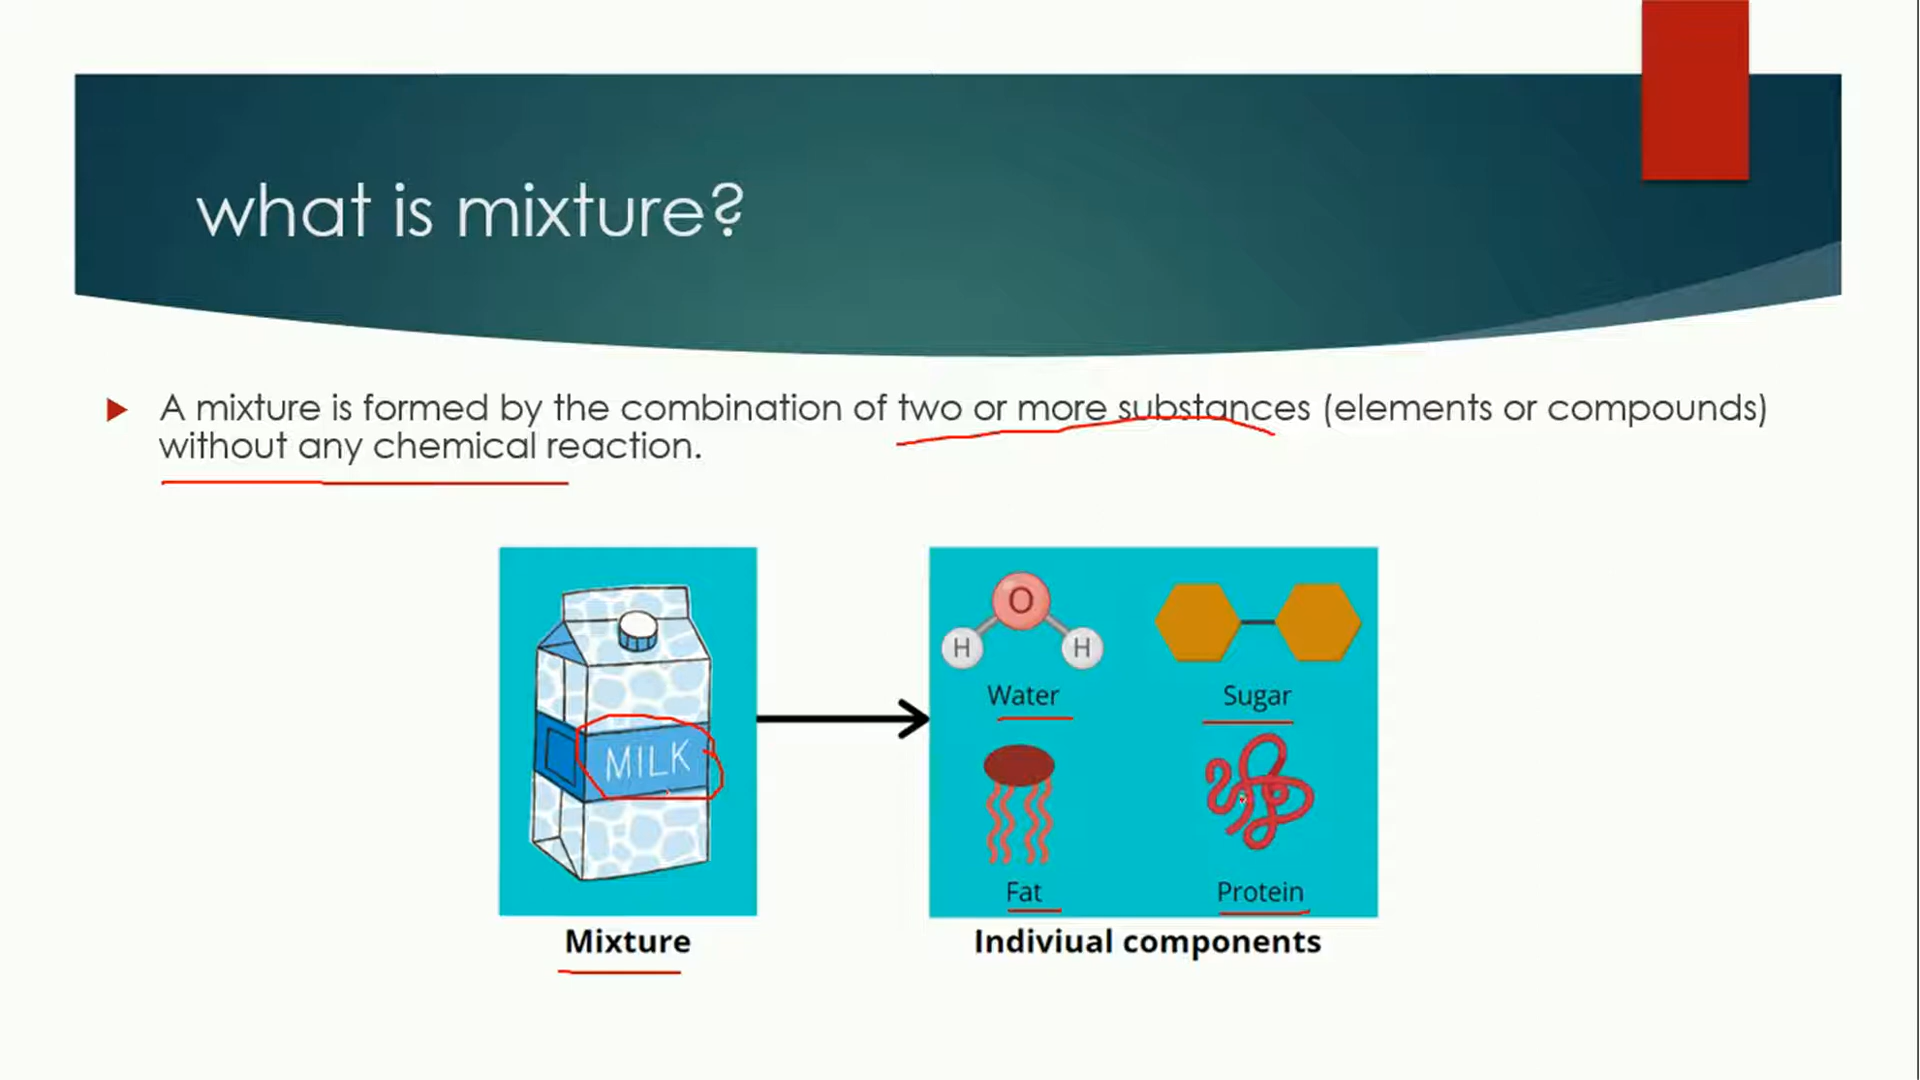 what is mixture?
A mixture is formed by the combination of two or more substances (elements or compounds)
without any chemical reaction.
O
H H
Water
Sugar
MILK
Fat
Protein
Mixture
Indiviual components